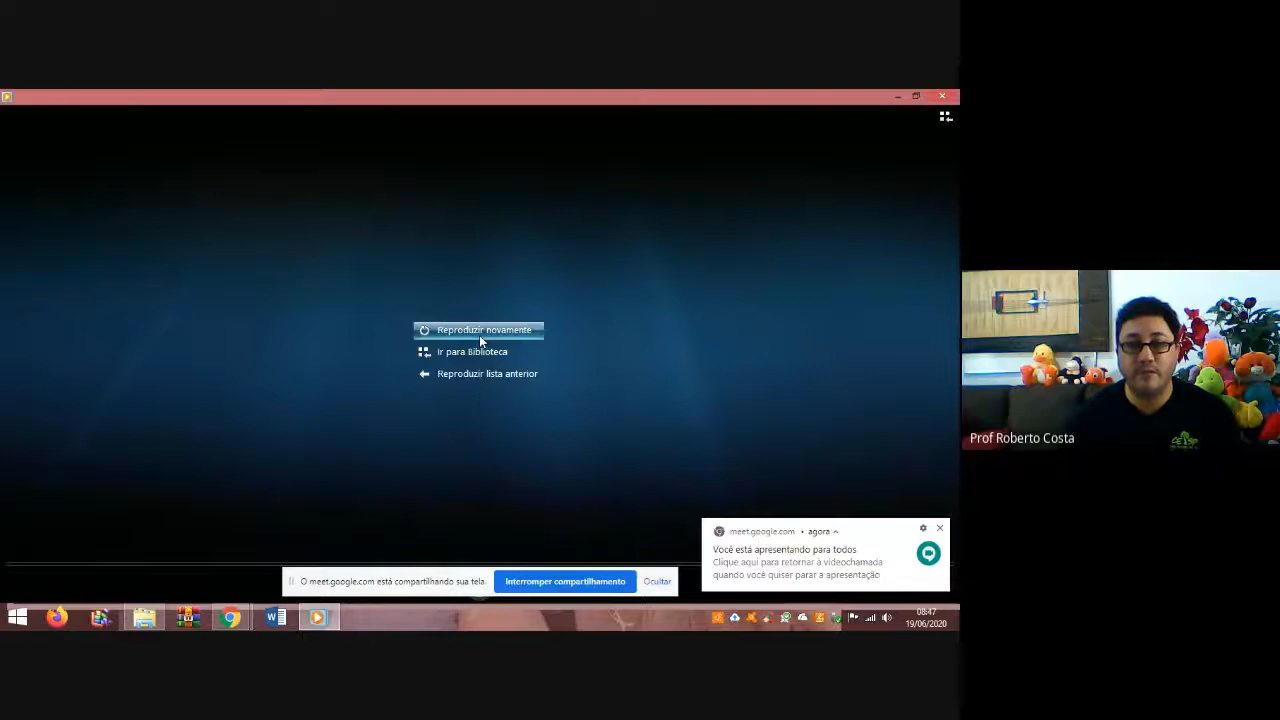 Reproduzir novamente
Ir para Biblioteca
Reproduzir lista anterior
Prof Roberto Costa
meet.google.com • agora
Você está apresentando para todos
Clique aqui para retornar à videochamada
quando você quiser parar a apresentação
O meet.google.com está compartilhando sua tela.
Interromper compartilhamento
Ocultar
08:47
19/06/2020